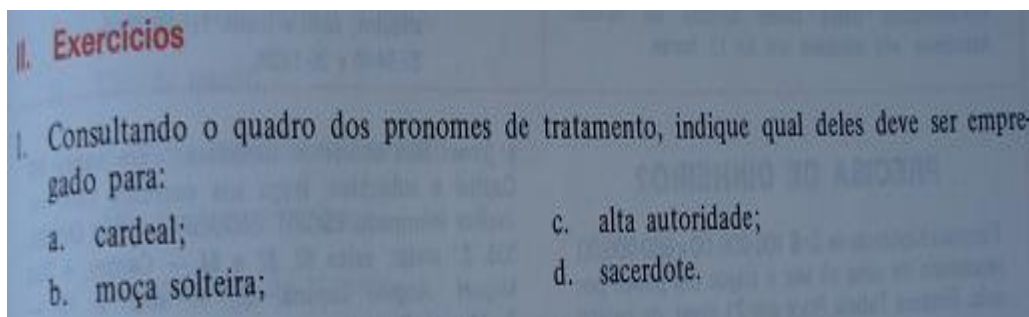 II. Exercícios
1. Consultando o quadro dos pronomes de tratamento, indique qual deles deve ser empre-
gado para:
a. cardeal;
c. alta autoridade;
b. moça solteira;
d. sacerdote.